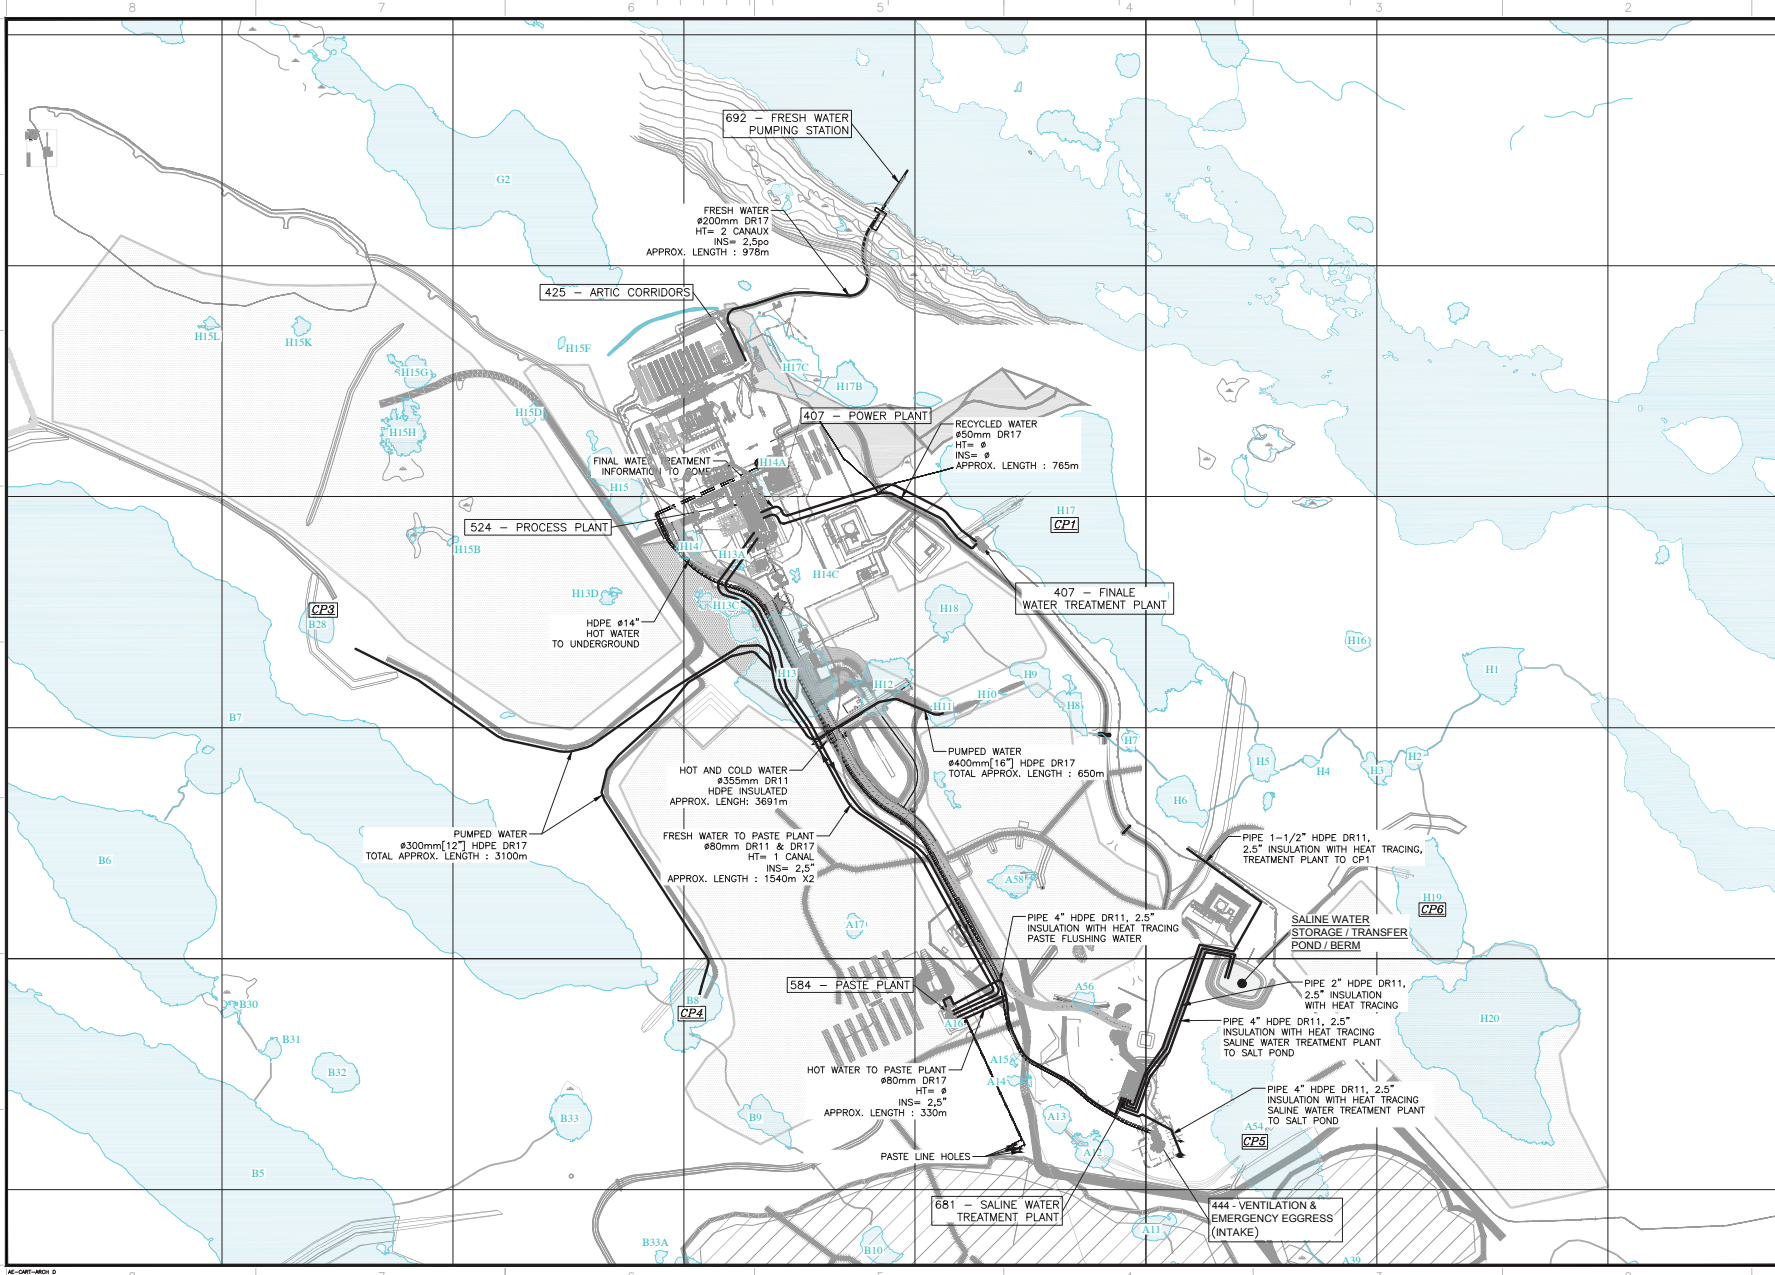 8 7 6 5 4 3 2
692 – FRESH WATER
PUMPING STATION
G2
FRESH WATER
ø200mm DR17
HT= 2 CANAUX
INS= 2,5po
APPROX. LENGTH : 978m
425 – ARTIC CORRIDORS
H15L
H15K
H15F
H15G
H17C
H17B
H15D
H15H
407 – POWER PLANT
RECYCLED WATER
ø50mm DR17
HT= ø
INS= ø
APPROX. LENGTH : 765m
FINAL WATER TREATMENT
INFORMATION TO COME
H14A
H15
H17
CP1
524 – PROCESS PLANT
H15B
H14
H13A
H14C
H13D
H13C
H18
407 – FINALE
WATER TREATMENT PLANT
CP3
B28
HDPE ø14"
HOT WATER
TO UNDERGROUND
H16
H13
H12
H9
H10
H11
H8
H1
B7
H7
PUMPED WATER
ø400mm[16"] HDPE DR17
TOTAL APPROX. LENGTH : 650m
H5
H4
H3
H2
HOT AND COLD WATER
ø355mm DR11
HDPE INSULATED
APPROX. LENGH: 3691m
H6
PUMPED WATER
ø300mm[12"] HDPE DR17
TOTAL APPROX. LENGTH : 3100m
FRESH WATER TO PASTE PLANT
ø80mm DR11 & DR17
HT= 1 CANAL
INS= 2,5"
APPROX. LENGTH : 1540m X2
PIPE 1-1/2" HDPE DR11,
2.5" INSULATION WITH HEAT TRACING,
TREATMENT PLANT TO CP1
B6
A58
H19
CP6
A17
PIPE 4" HDPE DR11, 2.5"
INSULATION WITH HEAT TRACING
PASTE FLUSHING WATER
SALINE WATER
STORAGE / TRANSFER
POND / BERM
584 – PASTE PLANT
PIPE 2" HDPE DR11,
2.5" INSULATION
WITH HEAT TRACING
B30
B8
CP4
A56
A16
H20
PIPE 4" HDPE DR11, 2.5"
INSULATION WITH HEAT TRACING
SALINE WATER TREATMENT PLANT
TO SALT POND
B31
B32
A15
A14
HOT WATER TO PASTE PLANT
ø80mm DR17
HT= ø
INS= 2,5"
APPROX. LENGTH : 330m
PIPE 4" HDPE DR11, 2.5"
INSULATION WITH HEAT TRACING
SALINE WATER TREATMENT PLANT
TO SALT POND
B33
B9
A13
A54
CP5
A12
PASTE LINE HOLES
B5
681 – SALINE WATER
TREATMENT PLANT
444 - VENTILATION &
EMERGENCY EGGRESS
(INTAKE)
A11
B33A
B10
A39
AE-CART-ARCH D
8 7 6 5 4 3 2